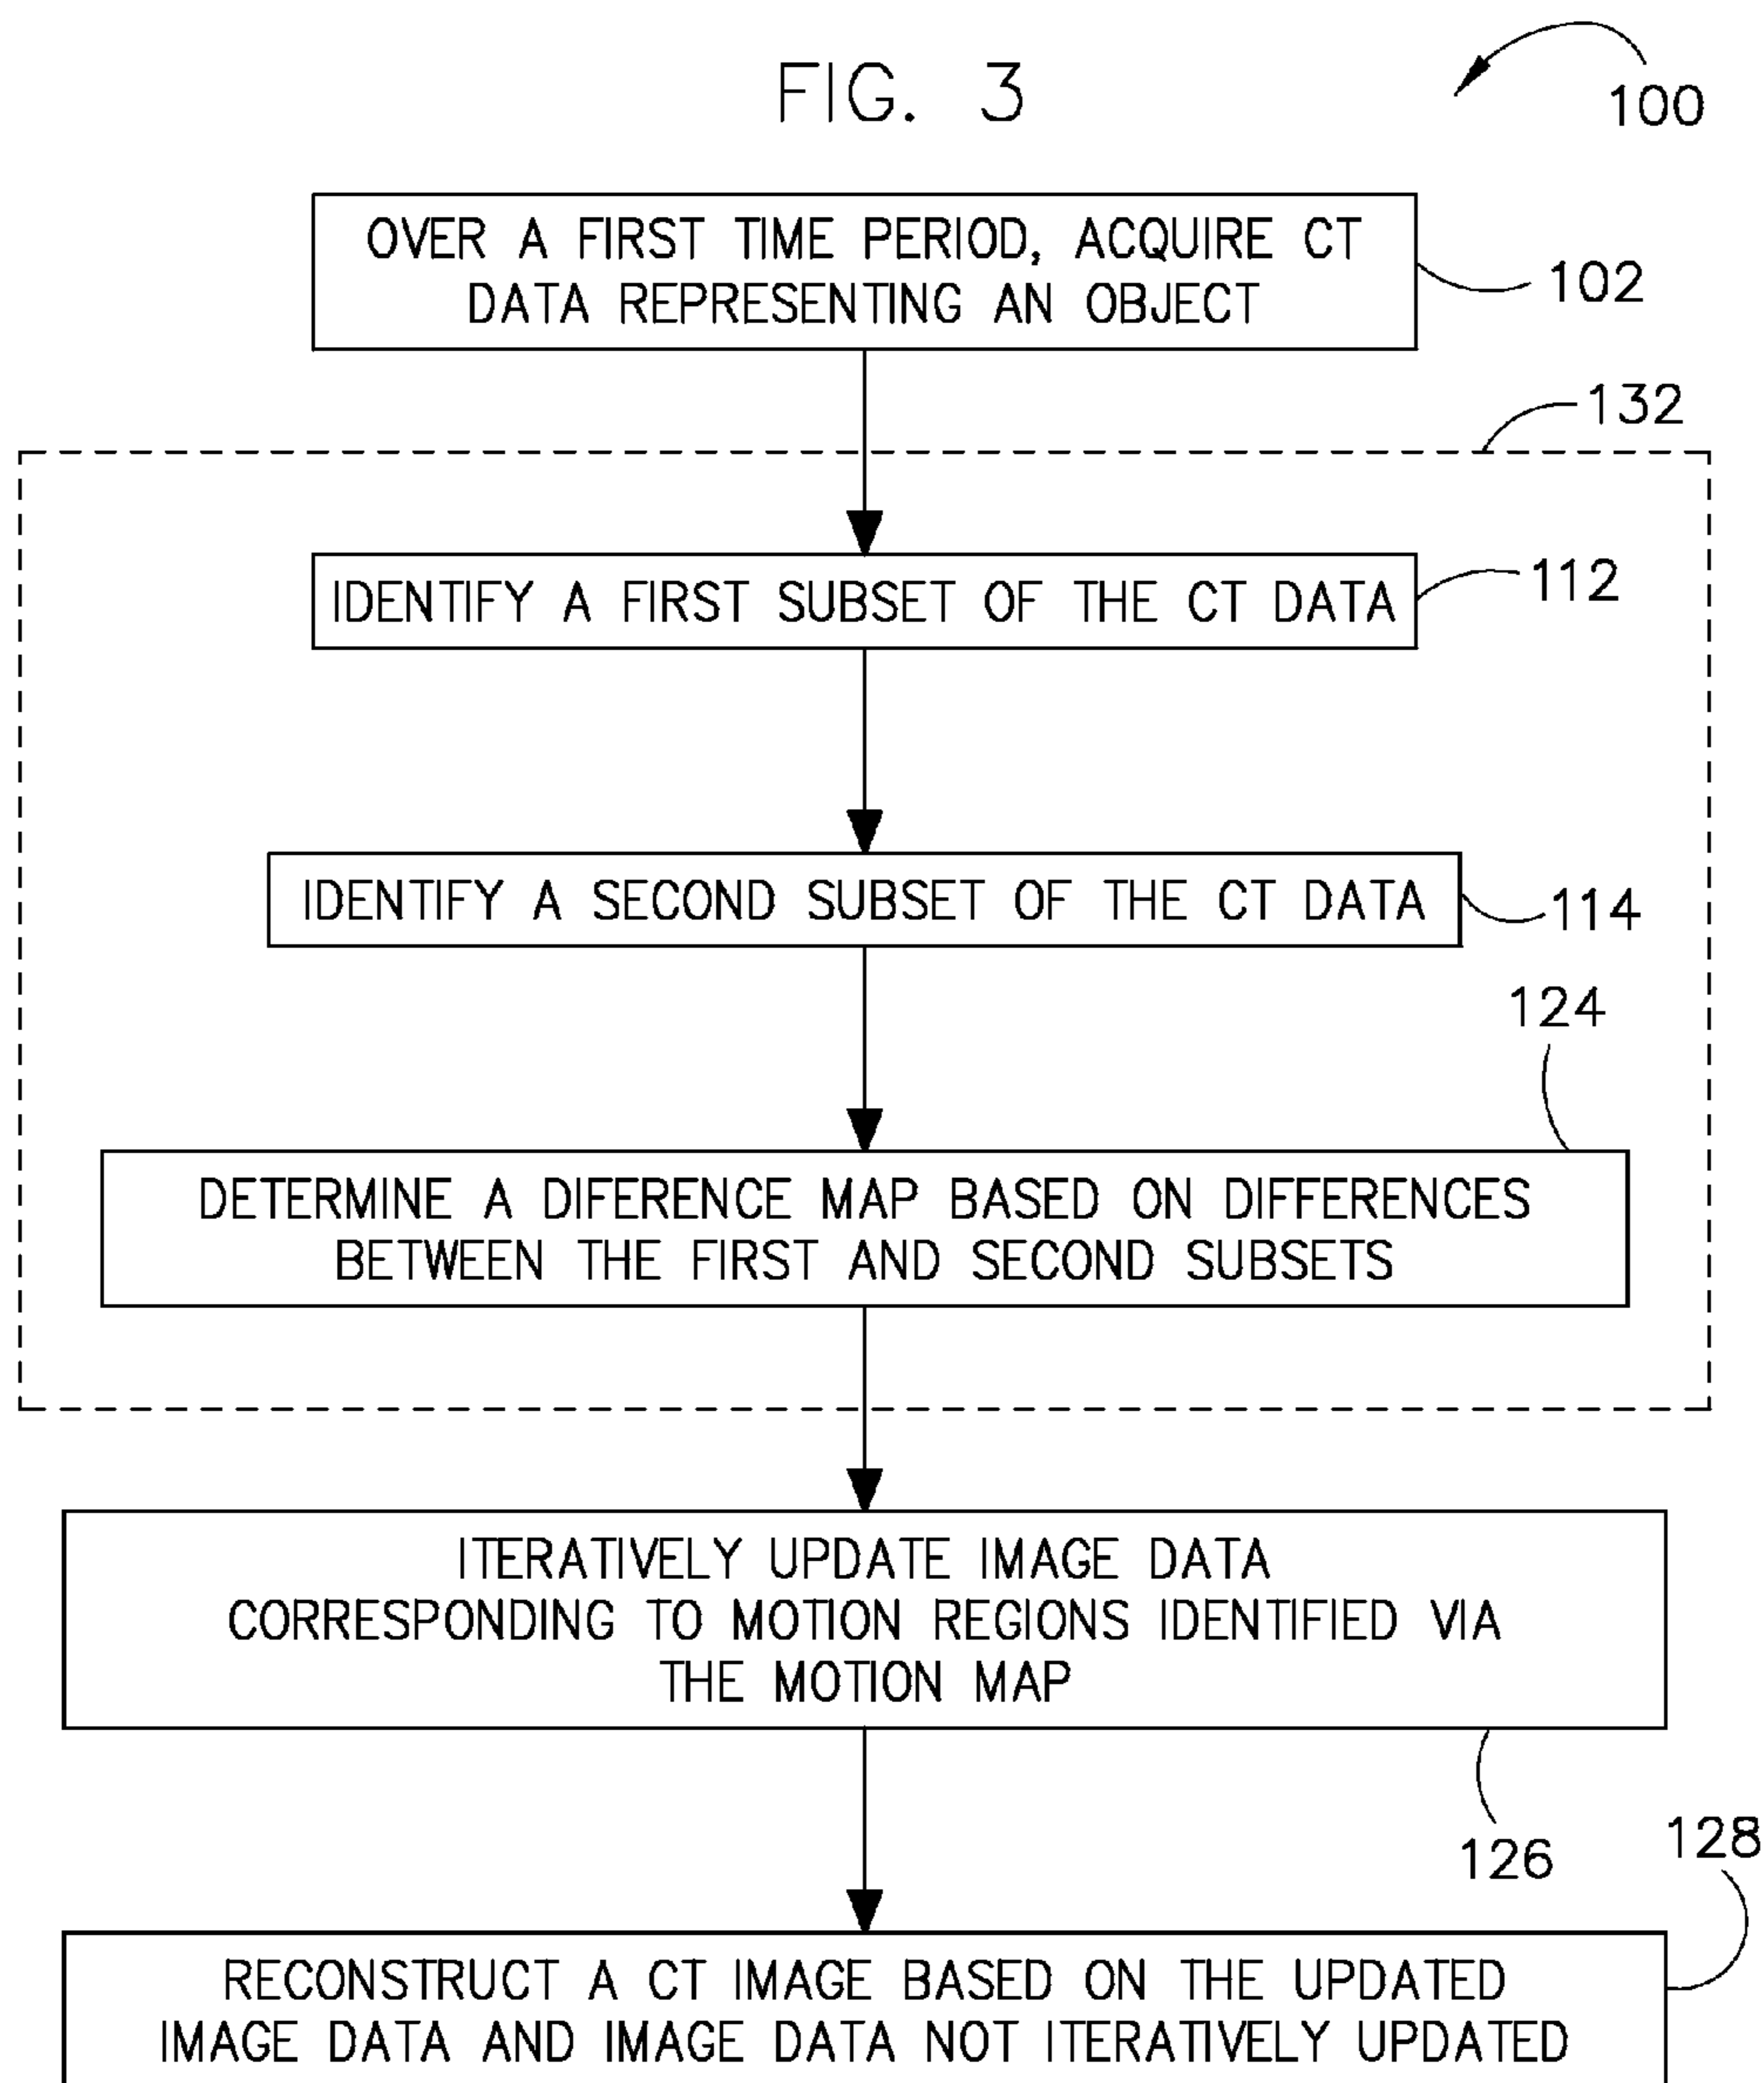 FIG. 3
100
OVER A FIRST TIME PERIOD, ACQUIRE CT
DATA REPRESENTING AN OBJECT
102
132
IDENTIFY A FIRST SUBSET OF THE CT DATA
112
IDENTIFY A SECOND SUBSET OF THE CT DATA
114
124
DETERMINE A DIFERENCE MAP BASED ON DIFFERENCES
BETWEEN THE FIRST AND SECOND SUBSETS
ITERATIVELY UPDATE IMAGE DATA
CORRESPONDING TO MOTION REGIONS IDENTIFIED VIA
THE MOTION MAP
126
128
RECONSTRUCT A CT IMAGE BASED ON THE UPDATED
IMAGE DATA AND IMAGE DATA NOT ITERATIVELY UPDATED